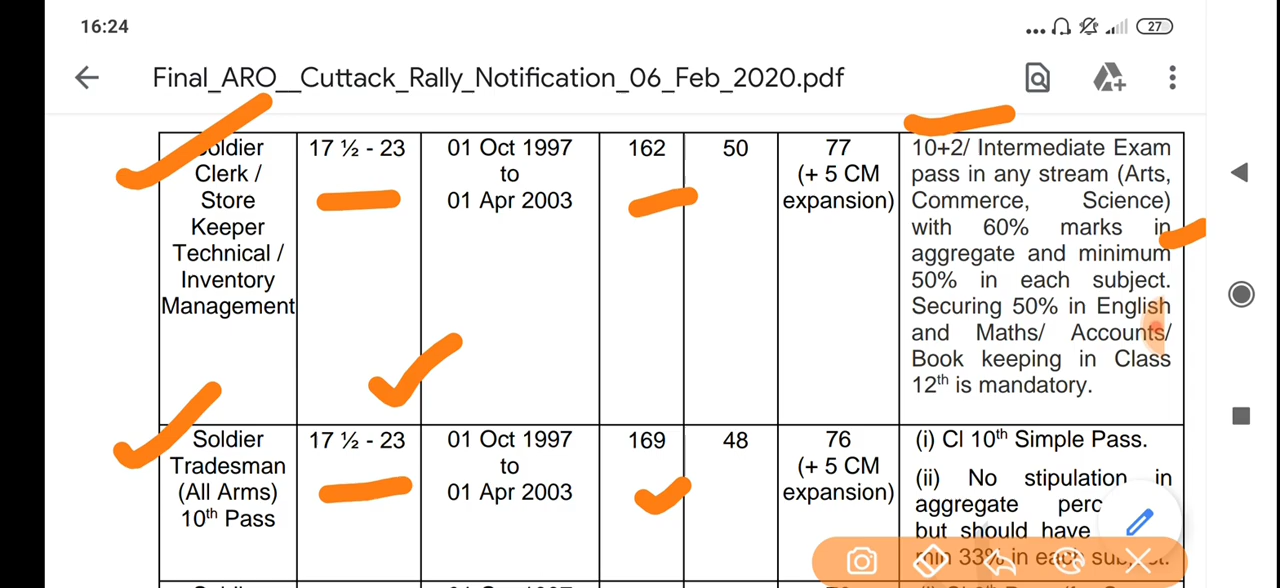 16:24
27
Final_ARO__Cuttack_Rally_Notification_06_Feb_2020.pdf
Soldier Clerk / Store Keeper Technical / Inventory Management
17 ½ - 23
01 Oct 1997
to
01 Apr 2003
162
50
77
(+ 5 CM
expansion)
10+2/ Intermediate Exam
pass in any stream (Arts,
Commerce, Science)
with 60% marks in
aggregate and minimum
50% in each subject.
Securing 50% in English
and Maths/ Accounts/
Book keeping in Class
12th is mandatory.
Soldier
Tradesman
(All Arms)
10th Pass
17 ½ - 23
01 Oct 1997
to
01 Apr 2003
169
48
76
(+ 5 CM
expansion)
(i) Cl 10th Simple Pass.
(ii) No stipulation in
aggregate
but should have
min 33% in each